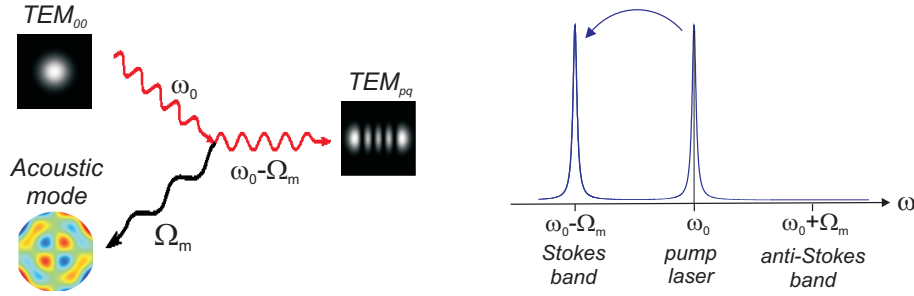 TEM₀₀
ω₀
TEMₚq
ω₀-Ωₘ
Acoustic
mode
Ωₘ
ω
ω₀-Ωₘ
ω₀
ω₀+Ωₘ
Stokes
band
pump
laser
anti-Stokes
band